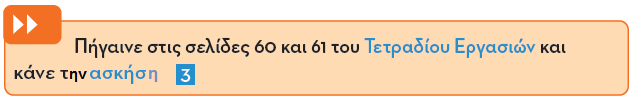 Πήγαινε στις σελίδες 60 και 61 του Τετραδίου Εργασιών και
κάνε την άσκηση 3